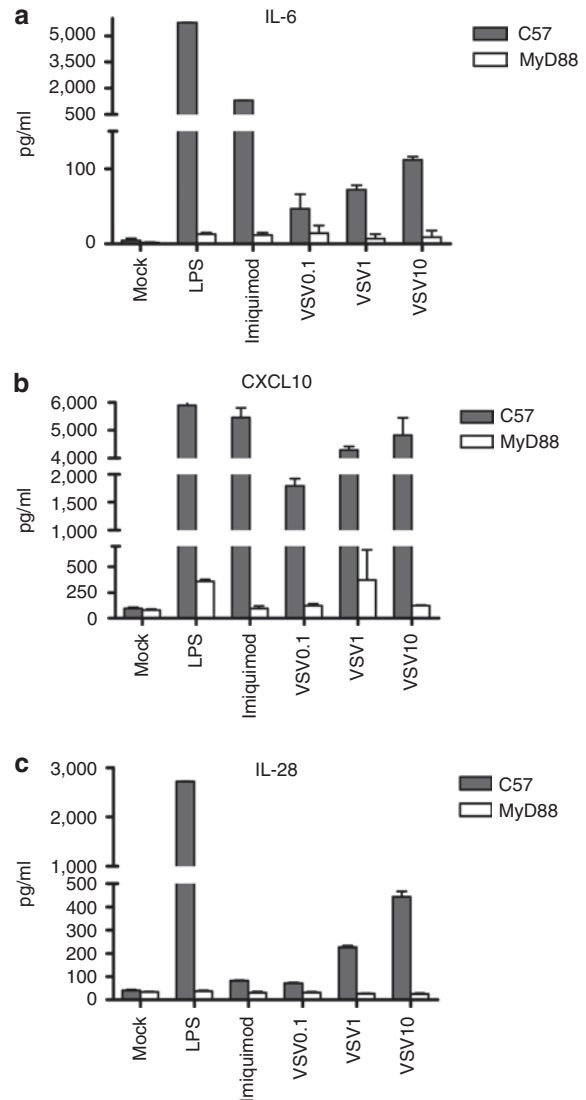 a
IL-6
C57
MyD88
pg/ml
5,000
3,500
2,000
500
100
0
Mock
LPS
Imiquimod
VSV0.1
VSV1
VSV10
b
CXCL10
C57
MyD88
pg/ml
6,000
5,000
4,000
2,000
1,500
1,000
500
250
0
Mock
LPS
Imiquimod
VSV0.1
VSV1
VSV10
c
IL-28
C57
MyD88
pg/ml
3,000
2,000
1,000
500
400
300
200
100
0
Mock
LPS
Imiquimod
VSV0.1
VSV1
VSV10